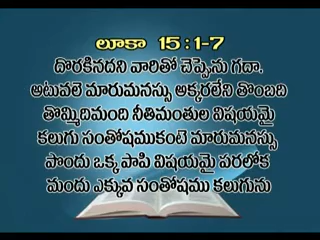 లూకా 15:1-7
దొరకినదని వారితో చెప్పెను గదా.
అటువలె మారుమనస్సు అక్కరలేని తొంబది
తొమ్మిదిమంది నీతిమంతుల విషయమై
కలుగు సంతోషముకంటె మారుమనస్సు
పొందు ఒక్క పాపి విషయమై పరలోక
మందు ఎక్కువ సంతోషము కలుగును